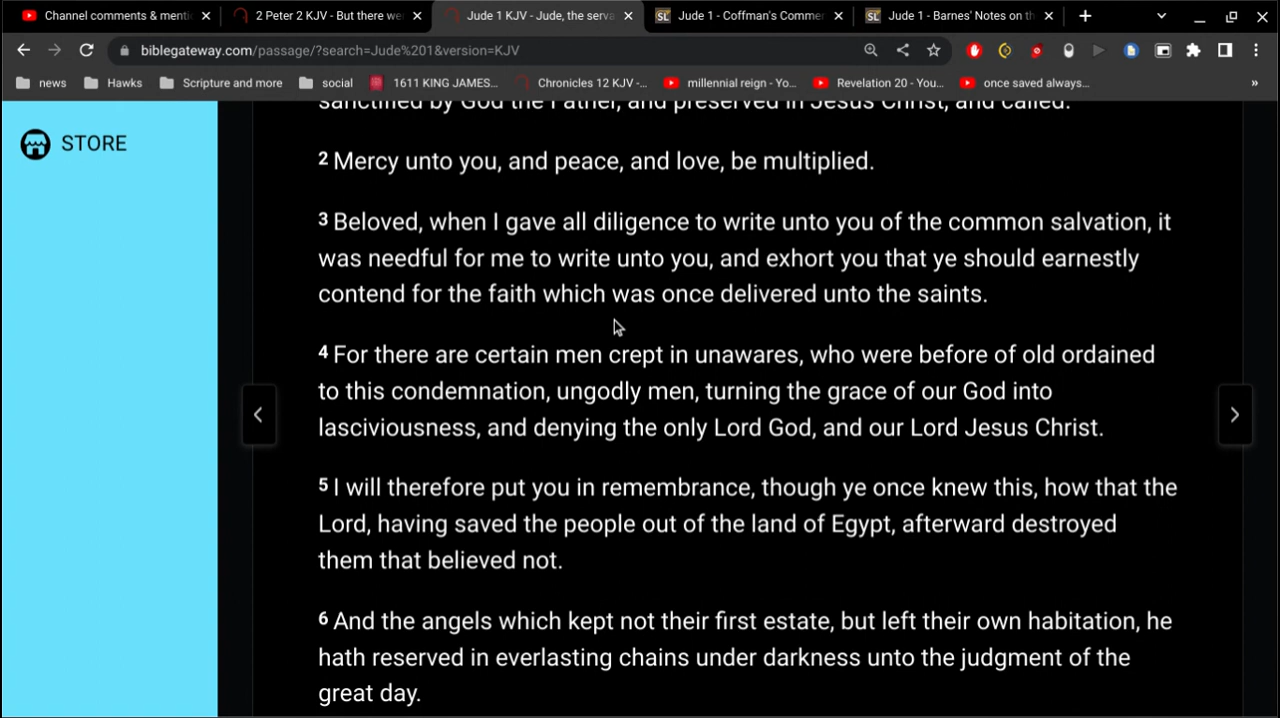 Channel comments & menti
2 Peter 2 KJV - But there we
Jude 1 KJV - Jude, the serva
SL Jude 1 - Coffman's Comme
SL Jude 1 - Barnes' Notes on th
biblegateway.com/passage/?search=Jude%201&version=KJV
news
Hawks
Scripture and more
social
1611 KING JAMES...
Chronicles 12 KJV -...
millennial reign - Yo...
Revelation 20 - You...
once saved always...
»
STORE
sanctified by God the Father, and preserved in Jesus Christ, and called.
2 Mercy unto you, and peace, and love, be multiplied.
3 Beloved, when I gave all diligence to write unto you of the common salvation, it
was needful for me to write unto you, and exhort you that ye should earnestly
contend for the faith which was once delivered unto the saints.
4 For there are certain men crept in unawares, who were before of old ordained
to this condemnation, ungodly men, turning the grace of our God into
lasciviousness, and denying the only Lord God, and our Lord Jesus Christ.
5 I will therefore put you in remembrance, though ye once knew this, how that the
Lord, having saved the people out of the land of Egypt, afterward destroyed
them that believed not.
6 And the angels which kept not their first estate, but left their own habitation, he
hath reserved in everlasting chains under darkness unto the judgment of the
great day.